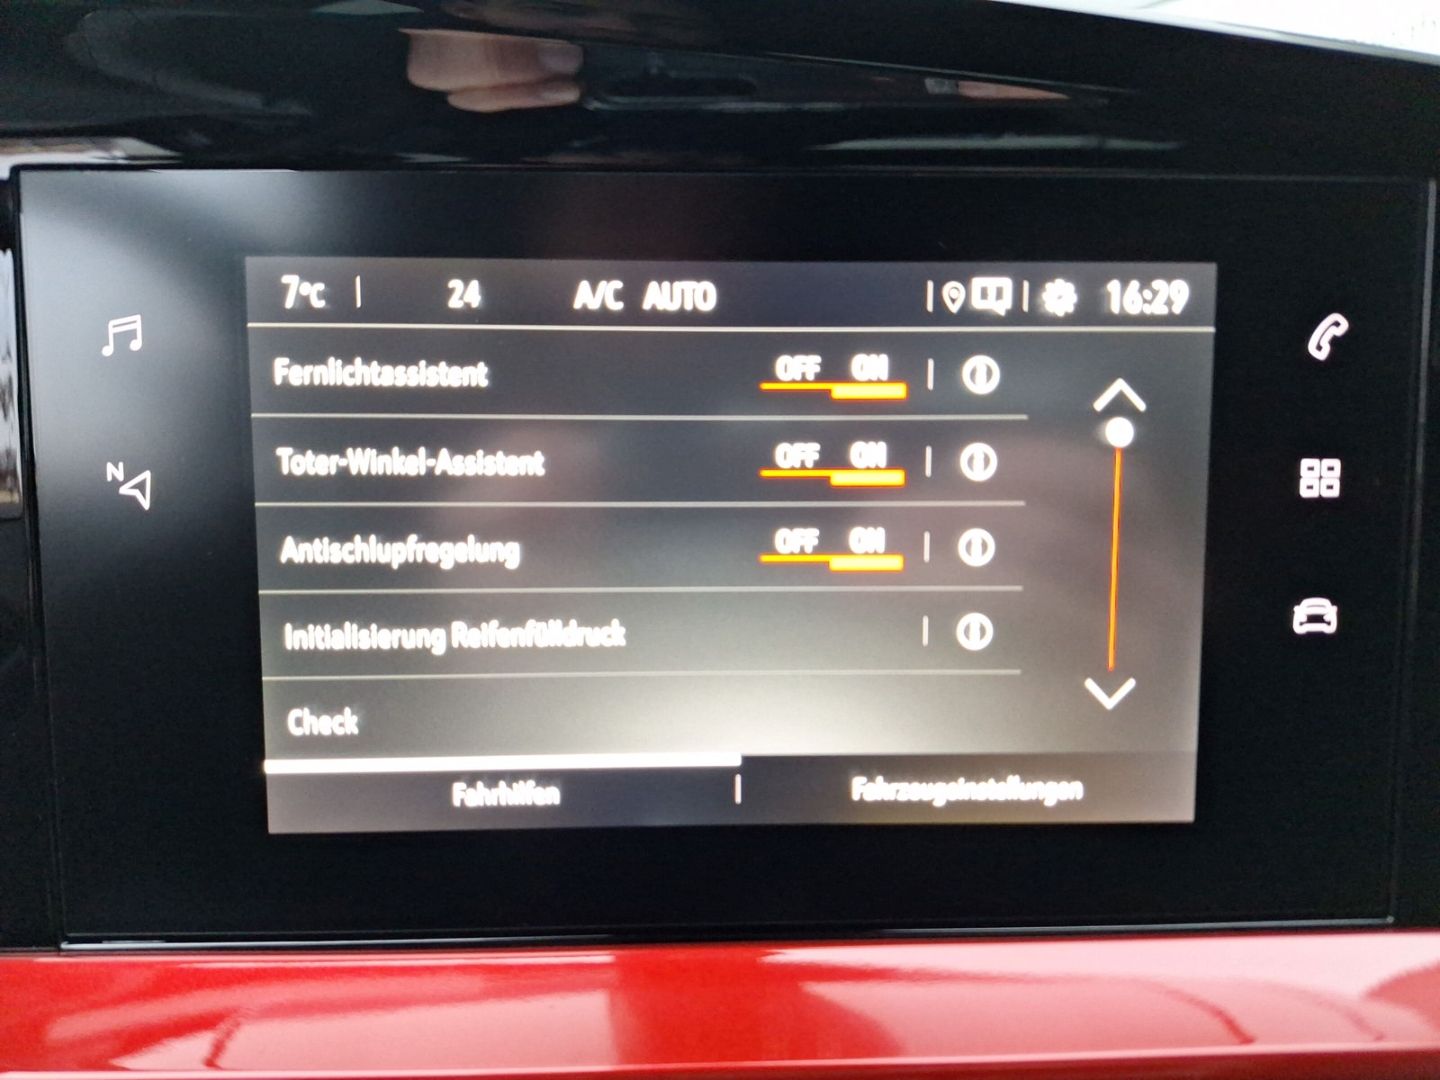 7°C 24 A/C AUTO 16:29
Fernlichtassistent OFF ON
Toter-Winkel-Assistent OFF ON
Antischlupfregelung OFF ON
Initialisierung Reifenfülldruck
Check
Fahrhilfen Fahrzeugeinstellungen
N